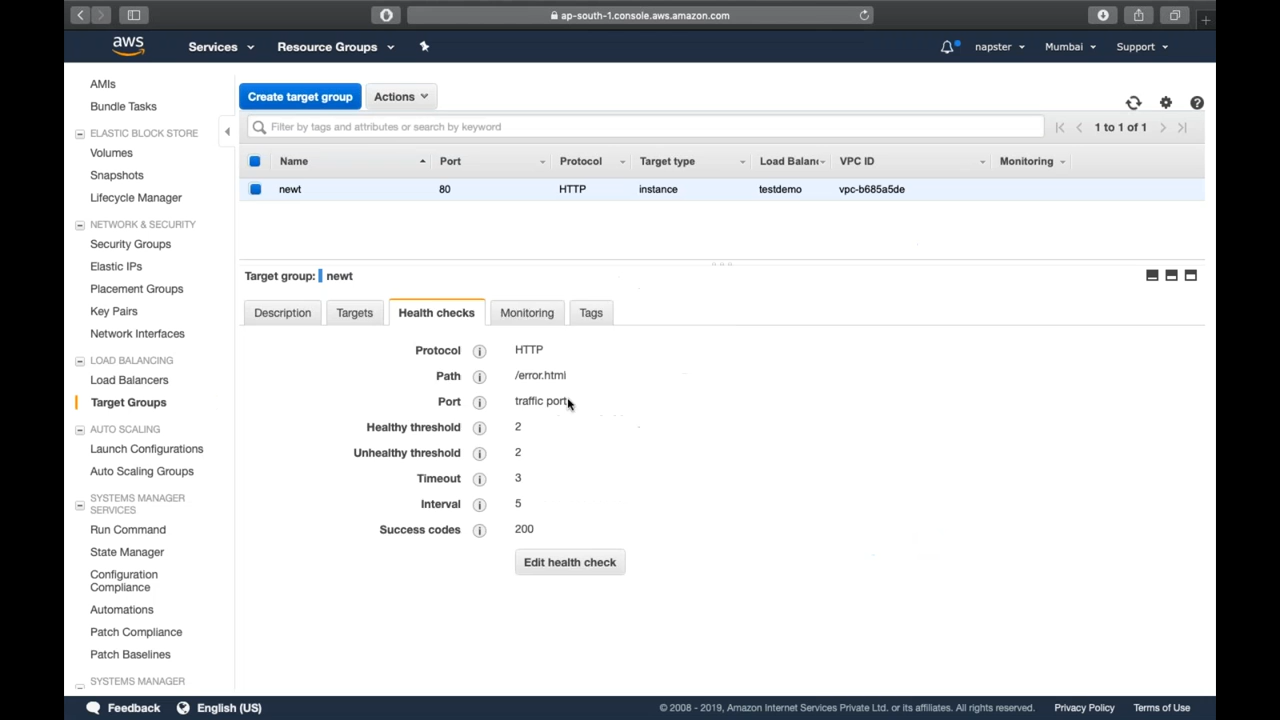 ap-south-1.console.aws.amazon.com
aws
Services
Resource Groups
napster
Mumbai
Support
AMIs
Bundle Tasks
ELASTIC BLOCK STORE
Volumes
Snapshots
Lifecycle Manager
NETWORK & SECURITY
Security Groups
Elastic IPs
Placement Groups
Key Pairs
Network Interfaces
LOAD BALANCING
Load Balancers
Target Groups
AUTO SCALING
Launch Configurations
Auto Scaling Groups
SYSTEMS MANAGER
SERVICES
Run Command
State Manager
Configuration
Compliance
Automations
Patch Compliance
Patch Baselines
SYSTEMS MANAGER
Create target group
Actions
Filter by tags and attributes or search by keyword
1 to 1 of 1
Name Port Protocol Target type Load Balanc VPC ID Monitoring
newt 80 HTTP instance testdemo vpc-b685a5de
Target group: newt
Description Targets Health checks Monitoring Tags
Protocol HTTP
Path /error.html
Port traffic port
Healthy threshold 2
Unhealthy threshold 2
Timeout 3
Interval 5
Success codes 200
Edit health check
Feedback English (US)
© 2008 - 2019, Amazon Internet Services Private Ltd. or its affiliates. All rights reserved. Privacy Policy Terms of Use